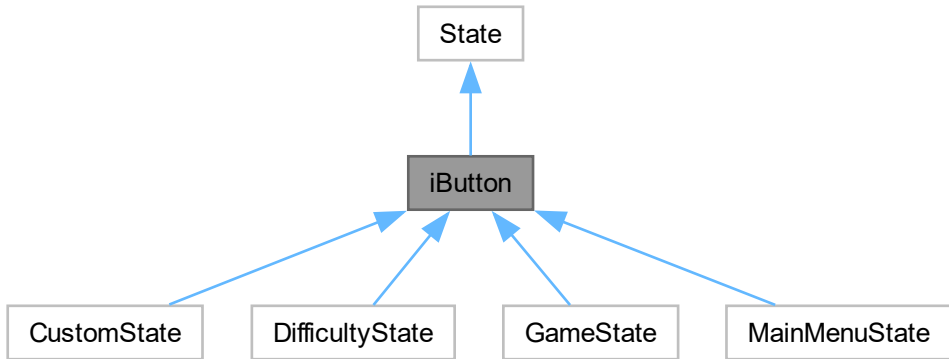 State
iButton
CustomState
DifficultyState
GameState
MainMenuState